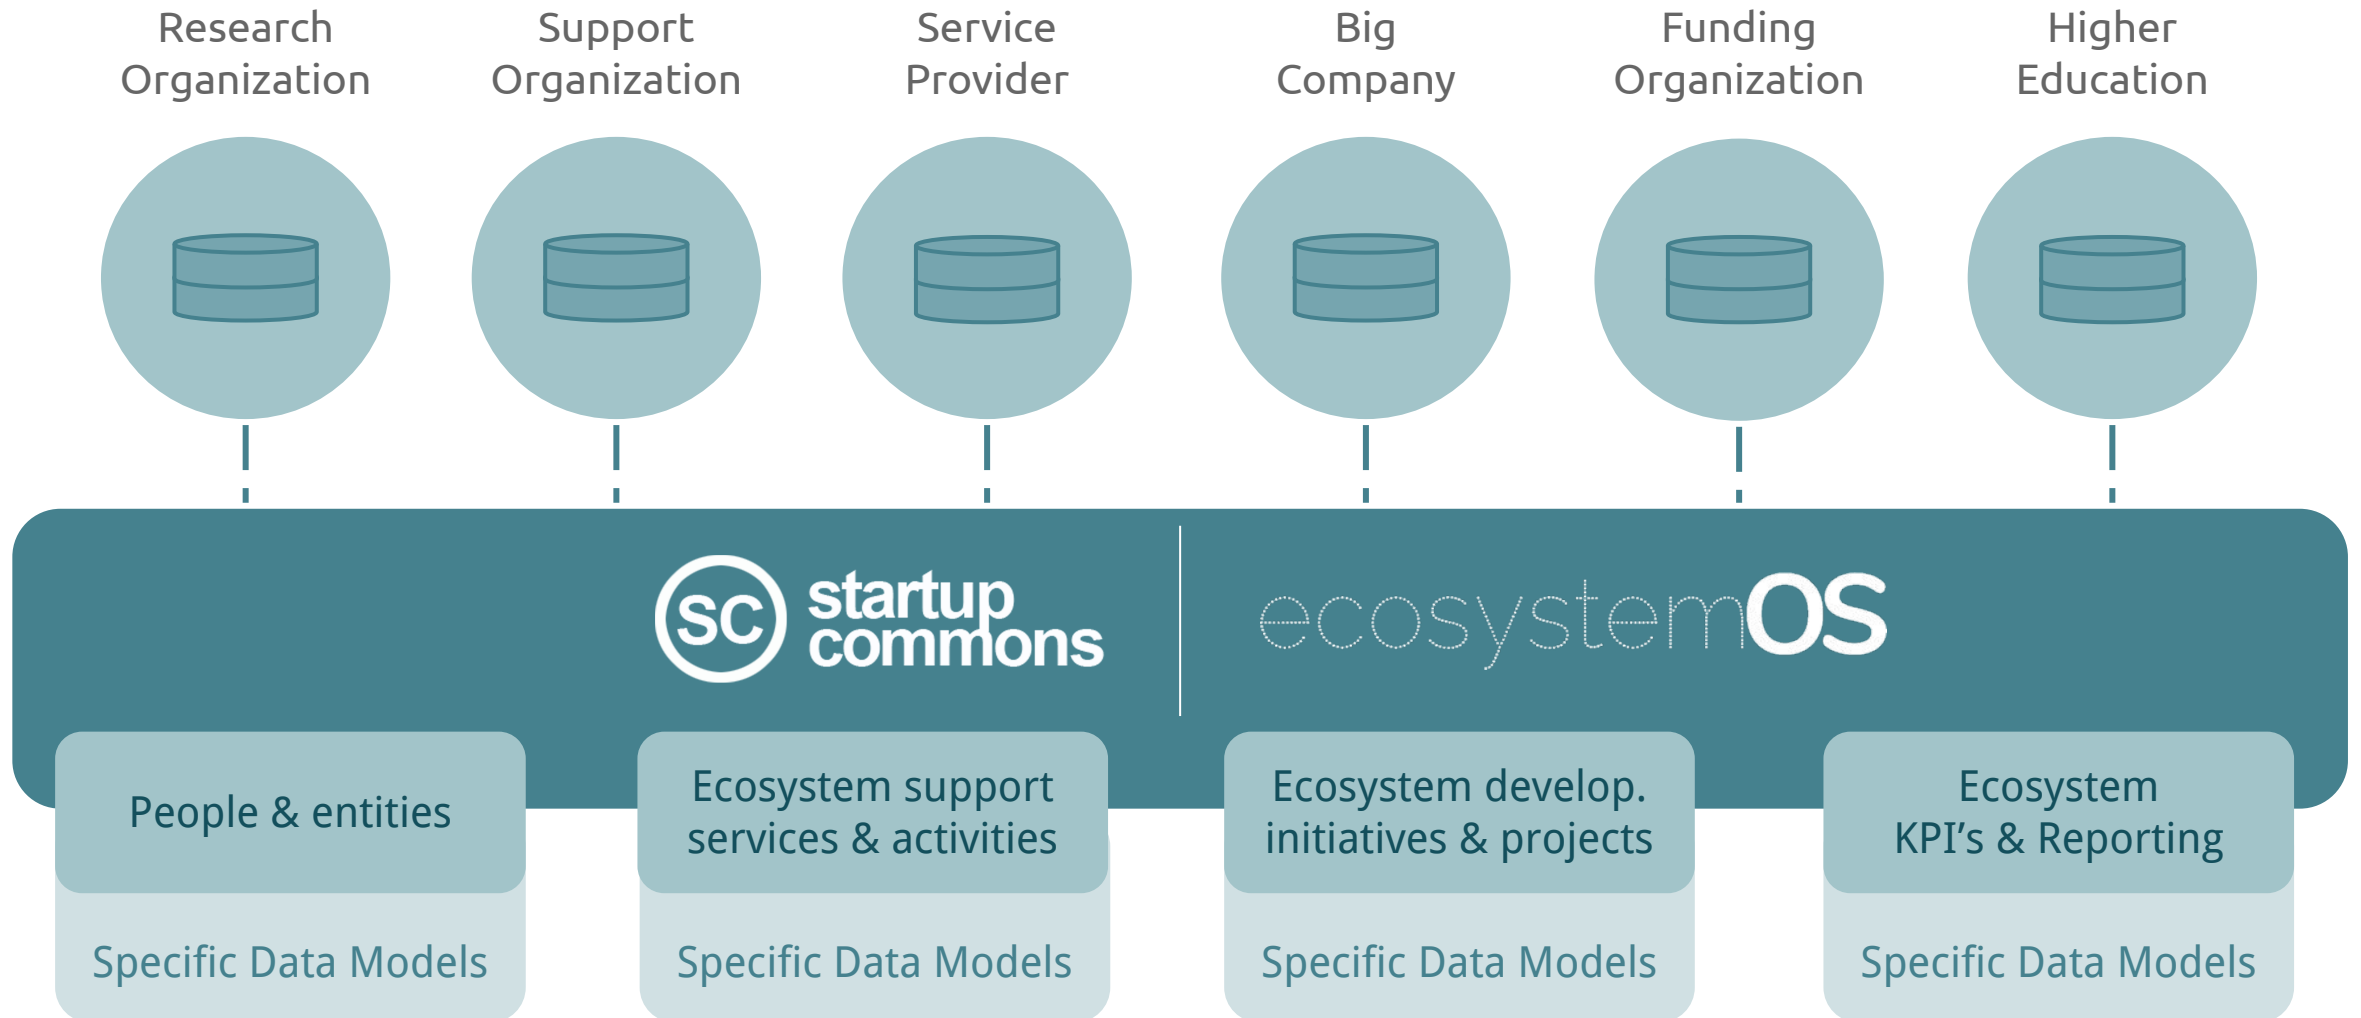 Research
Organization
Support
Organization
Service
Provider
Big
Company
Funding
Organization
Higher
Education
SC
startup
commons
ecosystemOS
People & entities
Ecosystem support
services & activities
Ecosystem develop.
initiatives & projects
Ecosystem
KPI’s & Reporting
Specific Data Models
Specific Data Models
Specific Data Models
Specific Data Models